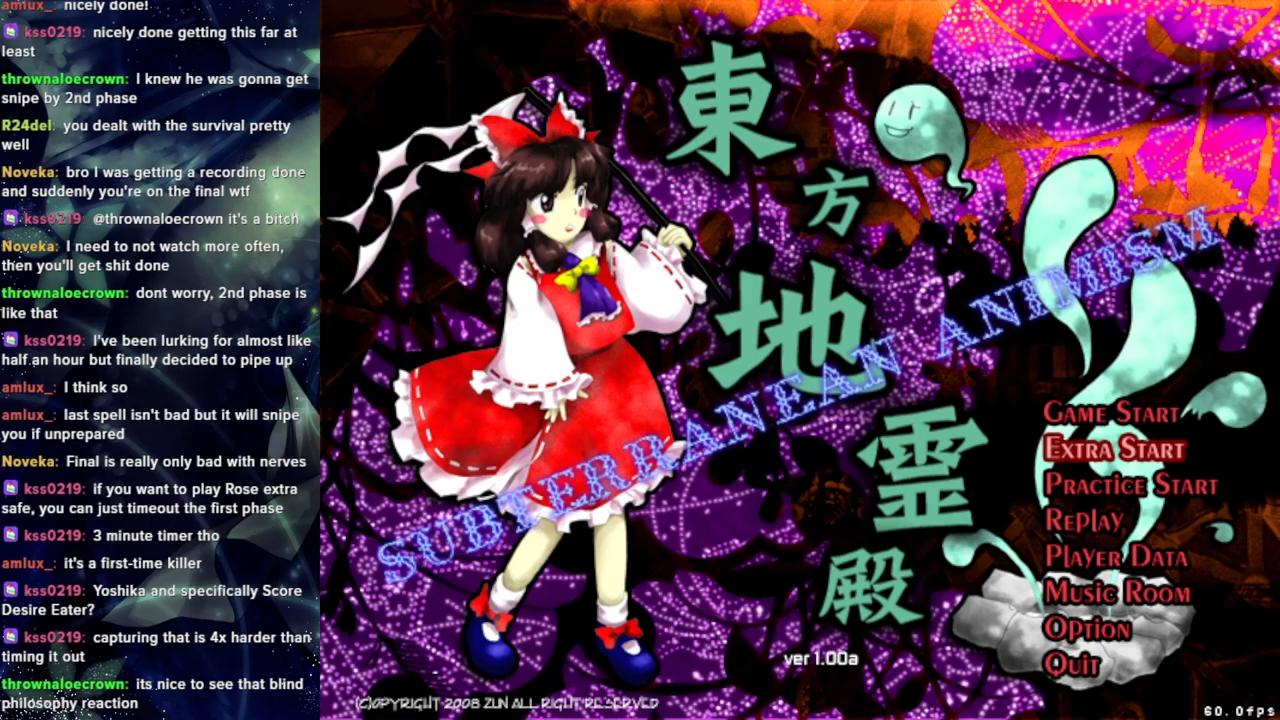 amlux_: nicely done!
kss0219: nicely done getting this far at
least
thrownaloecrown: I knew he was gonna get
snipe by 2nd phase
R24del: you dealt with the survival pretty
well
Noveka: bro I was getting a recording done
and suddenly you're on the final wtf
kss0219: @thrownaloecrown it's a bitch
Noveka: I need to not watch more often,
then you'll get shit done
thrownaloecrown: dont worry, 2nd phase is
like that
kss0219: I've been lurking for almost like
half an hour but finally decided to pipe up
amlux_: I think so
amlux_: last spell isn't bad but it will snipe
you if unprepared
Noveka: Final is really only bad with nerves
kss0219: if you want to play Rose extra
safe, you can just timeout the first phase
kss0219: 3 minute timer tho
amlux_: it's a first-time killer
kss0219: Yoshika and specifically Score
Desire Eater?
kss0219: capturing that is 4x harder than
timing it out
thrownaloecrown: its nice to see that blind
philosophy reaction
東
方
地
霊
殿
SUBTERRANEAN ANIMISM
Game Start
Extra Start
Practice Start
Replay
Player Data
Music Room
Option
Quit
ver 1.00a
(C)OPYRIGHT 2008 ZUN ALL RIGHT RESERVED
60.0fps